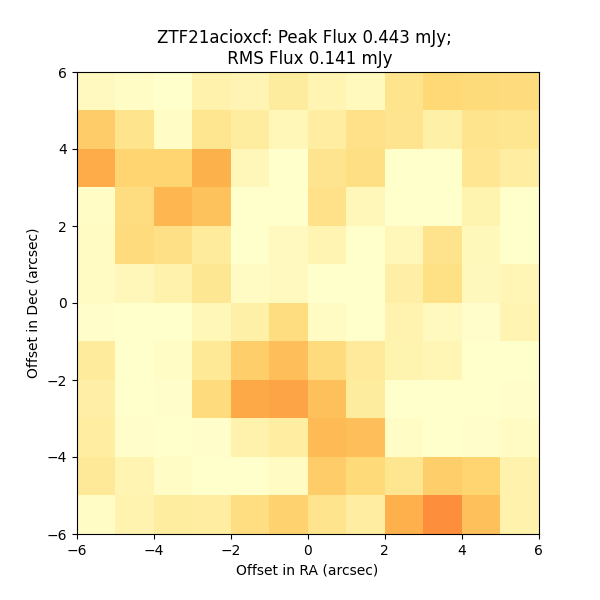 ZTF21acioxcf: Peak Flux 0.443 mJy;
RMS Flux 0.141 mJy
6
4
2
0
−2
−4
−6
Offset in Dec (arcsec)
−6 −4 −2 0 2 4 6
Offset in RA (arcsec)